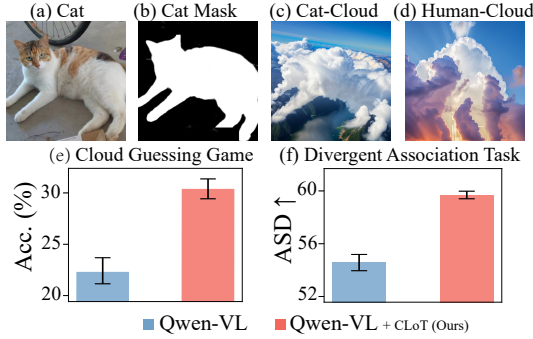 (a) Cat (b) Cat Mask (c) Cat-Cloud (d) Human-Cloud
(e) Cloud Guessing Game (f) Divergent Association Task
Acc. (%)
30
25
20
ASD ↑
60
56
52
Qwen-VL Qwen-VL + CLoT (Ours)